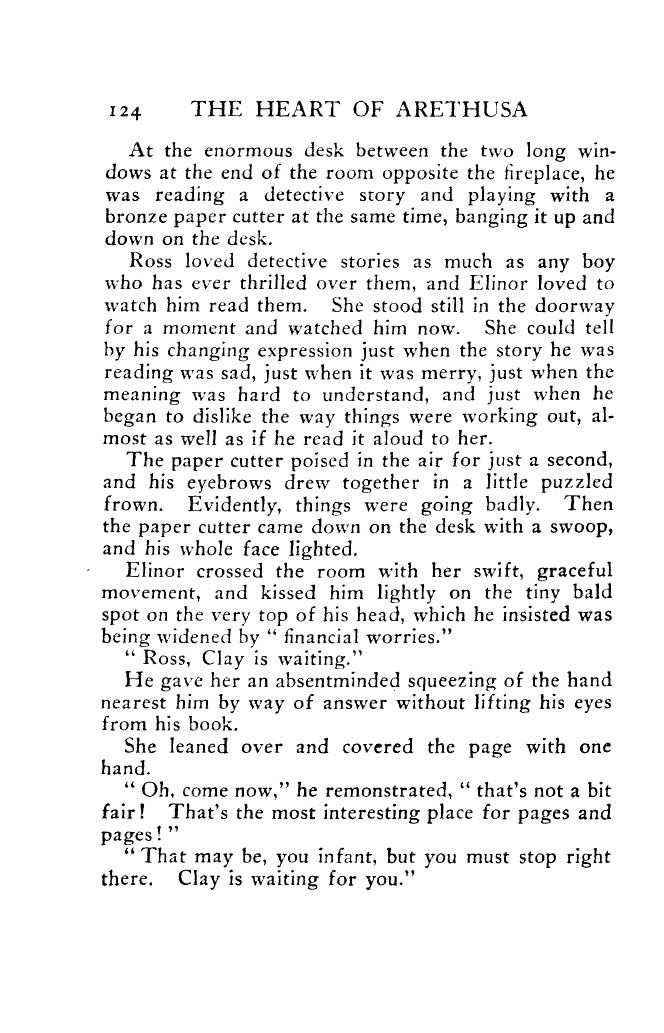 124 THE HEART OF ARETHUSA
At the enormous desk between the two long win-
dows at the end of the room opposite the fireplace, he
was reading a detective story and playing with a
bronze paper cutter at the same time, banging it up and
down on the desk.
Ross loved detective stories as much as any boy
who has ever thrilled over them, and Elinor loved to
watch him read them. She stood still in the doorway
for a moment and watched him now. She could tell
by his changing expression just when the story he was
reading was sad, just when it was merry, just when the
meaning was hard to understand, and just when he
began to dislike the way things were working out, al-
most as well as if he read it aloud to her.
The paper cutter poised in the air for just a second,
and his eyebrows drew together in a little puzzled
frown. Evidently, things were going badly. Then
the paper cutter came down on the desk with a swoop,
and his whole face lighted.
Elinor crossed the room with her swift, graceful
movement, and kissed him lightly on the tiny bald
spot on the very top of his head, which he insisted was
being widened by “ financial worries.”
“ Ross, Clay is waiting.”
He gave her an absentminded squeezing of the hand
nearest him by way of answer without lifting his eyes
from his book.
She leaned over and covered the page with one
hand.
“ Oh, come now,” he remonstrated, “ that's not a bit
fair! That's the most interesting place for pages and
pages! ”
“ That may be, you infant, but you must stop right
there. Clay is waiting for you.”